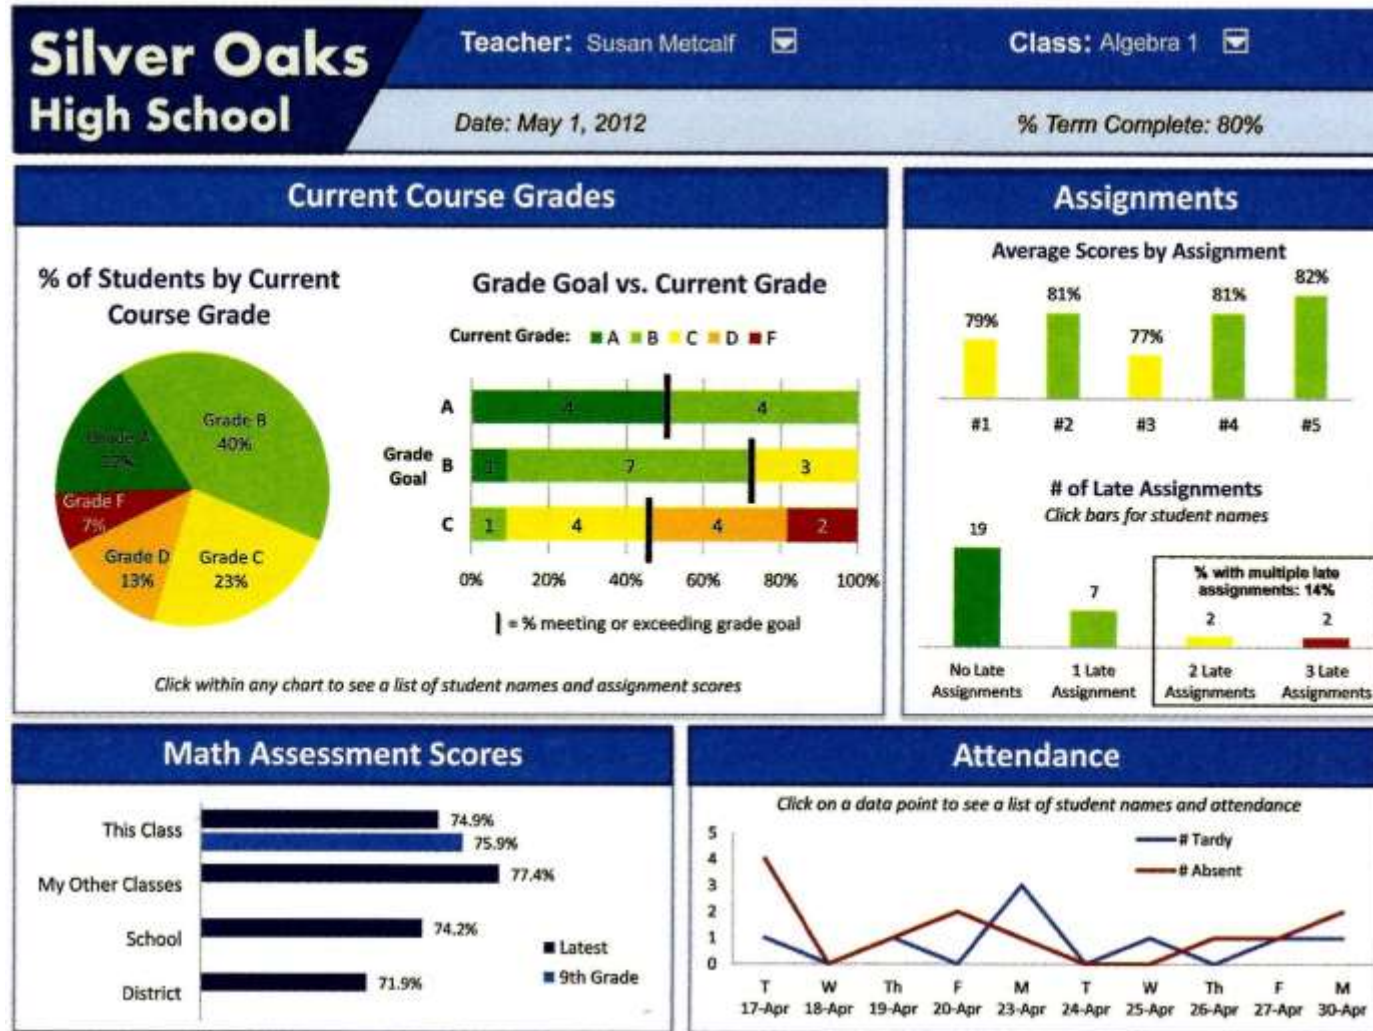 Silver Oaks
High School
Teacher: Susan Metcalf
Class: Algebra 1
Date: May 1, 2012
% Term Complete: 80%
Current Course Grades
% of Students by Current
Course Grade
Grade B
40%
Grade A
Grade F
7%
Grade D
13%
Grade C
23%
Grade Goal vs. Current Grade
Current Grade: A B C D F
A 4 4
Grade
Goal
B 1 7 3
C 1 4 4 2
0% 20% 40% 60% 80% 100%
= % meeting or exceeding grade goal
Click within any chart to see a list of student names and assignment scores
Assignments
Average Scores by Assignment
79% 81% 77% 81% 82%
#1 #2 #3 #4 #5
# of Late Assignments
Click bars for student names
19 7 2 2
% with multiple late
assignments: 14%
No Late
Assignments
1 Late
Assignment
2 Late
Assignments
3 Late
Assignments
Math Assessment Scores
This Class
74.9%
75.9%
My Other Classes 77.4%
School 74.2%
District 71.9%
Latest
9th Grade
Attendance
Click on a data point to see a list of student names and attendance
# Tardy
# Absent
5
4
3
2
1
0
T W Th F M T W Th F M
17-Apr 18-Apr 19-Apr 20-Apr 23-Apr 24-Apr 25-Apr 26-Apr 27-Apr 30-Apr